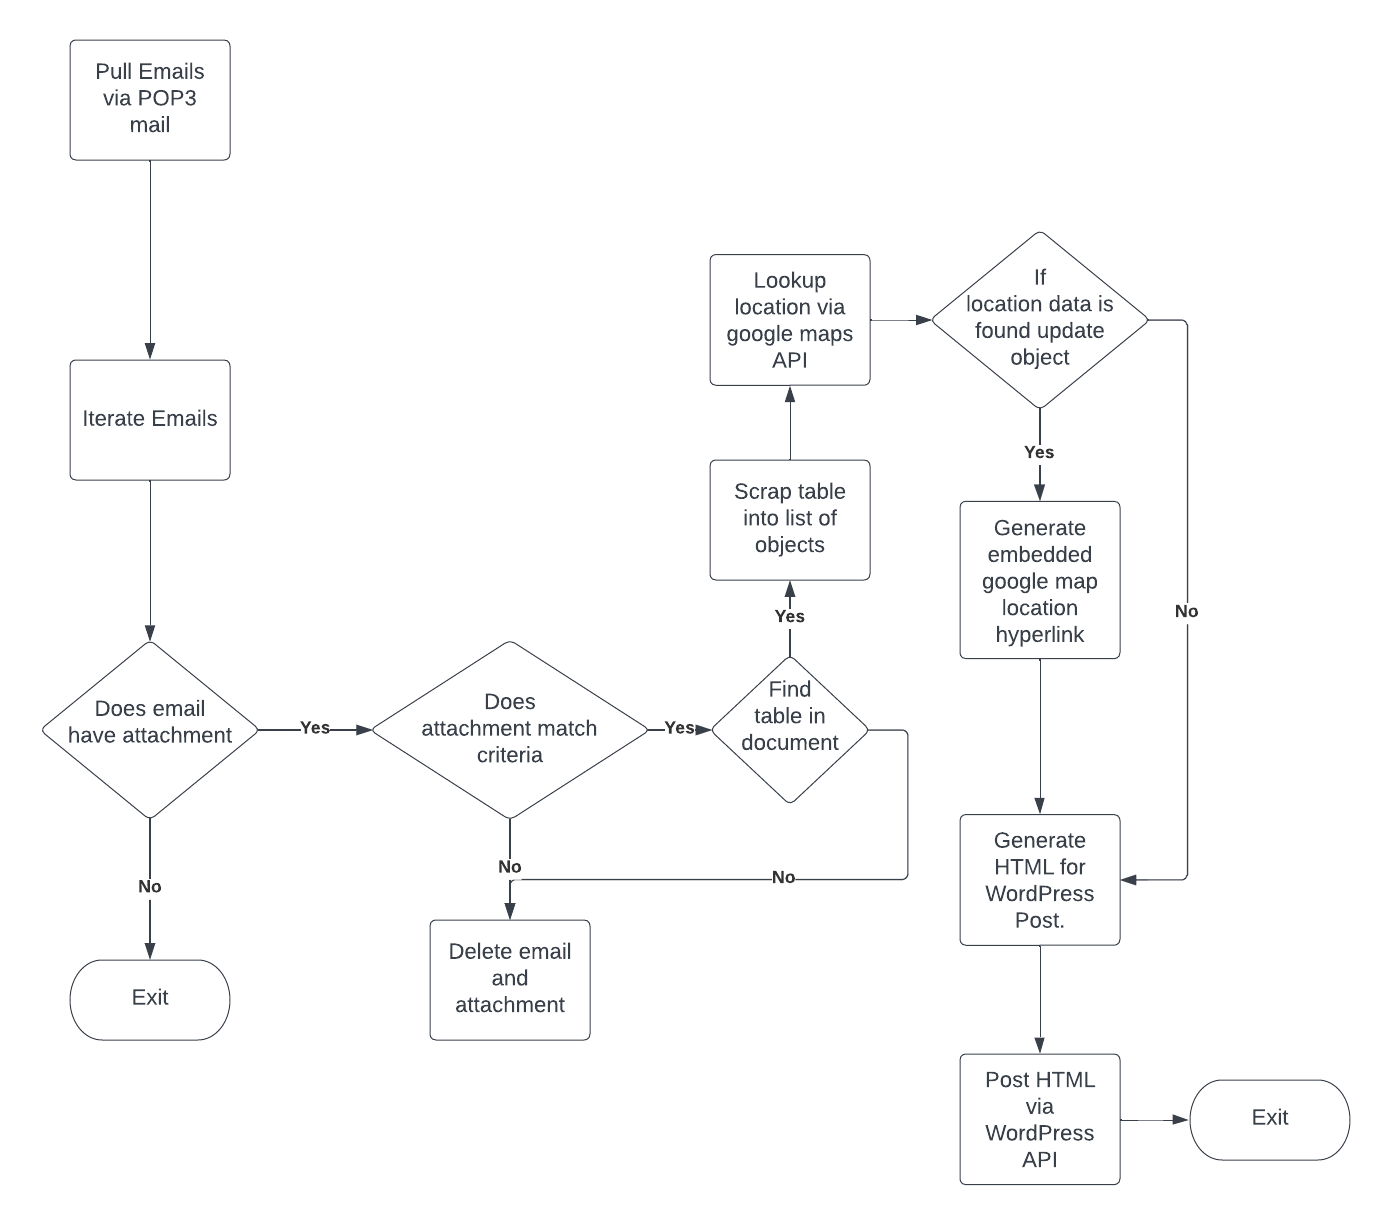 Pull Emails
via POP3
mail
Iterate Emails
Does email
have attachment
Yes
No
Exit
Does
attachment match
criteria
Yes
No
Delete email
and
attachment
Find
table in
document
No
Yes
Scrap table
into list of
objects
Lookup
location via
google maps
API
If
location data is
found update
object
Yes
No
Generate
embedded
google map
location
hyperlink
Generate
HTML for
WordPress
Post.
Post HTML
via
WordPress
API
Exit